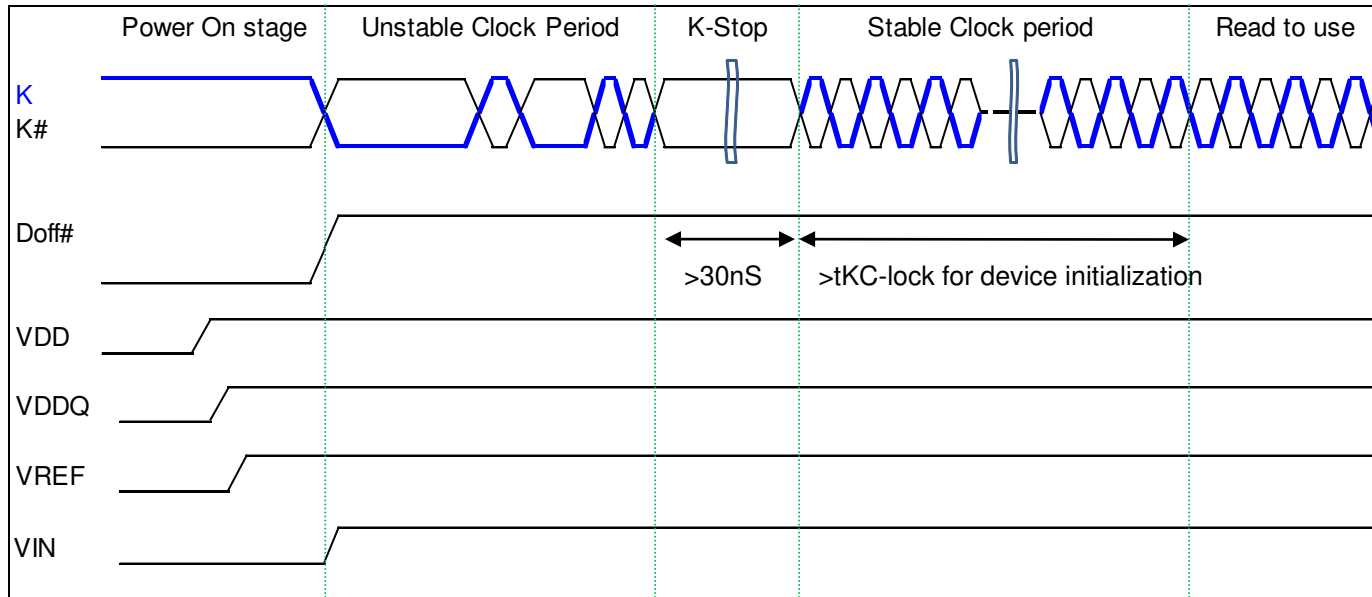 Power On stage Unstable Clock Period K-Stop Stable Clock period Read to use
K
K#
Doff#
>30nS >tKC-lock for device initialization
VDD
VDDQ
VREF
VIN